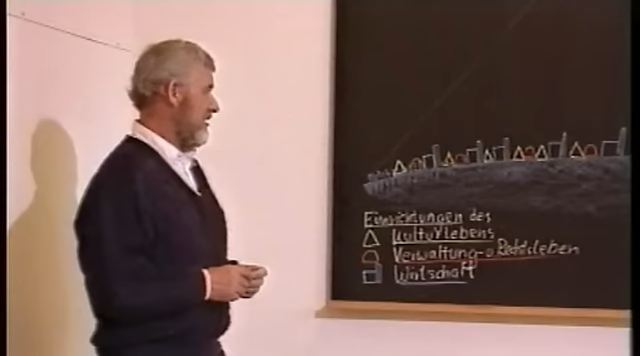 Einrichtungen des
Kulturlebens
Verwaltung- u. Rechtsleben
Wirtschaft